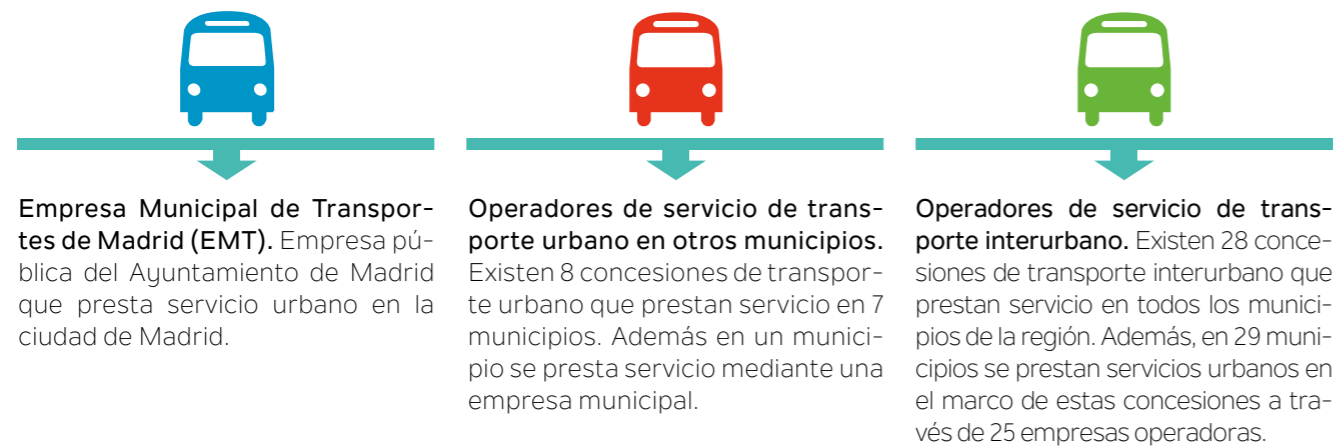 Empresa Municipal de Transpor-
tes de Madrid (EMT). Empresa pú-
blica del Ayuntamiento de Madrid
que presta servicio urbano en la
ciudad de Madrid.
Operadores de servicio de trans-
porte urbano en otros municipios.
Existen 8 concesiones de transpor-
te urbano que prestan servicio en 7
municipios. Además en un munici-
pio se presta servicio mediante una
empresa municipal.
Operadores de servicio de trans-
porte interurbano. Existen 28 conce-
siones de transporte interurbano que
prestan servicio en todos los munici-
pios de la región. Además, en 29 muni-
cipios se prestan servicios urbanos en
el marco de estas concesiones a tra-
vés de 25 empresas operadoras.